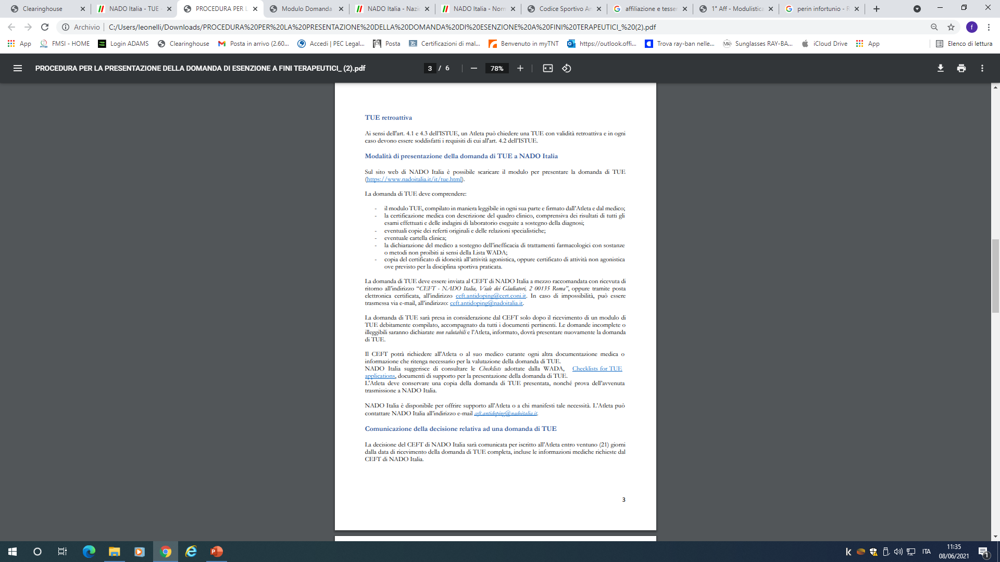 Clearinghouse
NADO Italia - TUE -
PROCEDURA PER L
Modulo Domanda
NADO Italia - Nazi
NADO Italia - Norm
Codice Sportivo An
affiliazione e tesser
1° Aff - Modulistica
perin infortunio - R
Archivio
C:/Users/leonelli/Downloads/PROCEDURA%20PER%20LA%20PRESENTAZIONE%20DELLA%20DOMANDA%20DI%20ESENZIONE%20A%20FINI%20TERAPEUTICI_%20(2).pdf
f
App
FMSI - HOME
Login ADAMS
Clearinghouse
Posta in arrivo (2.60...
Accedi | PEC Legal...
Posta
Certificazioni di mal...
Benvenuto in myTNT
https://outlook.offi...
Trova ray-ban nelle...
MR
Sunglasses RAY-BA...
iCloud Drive
App
Elenco di lettura
PROCEDURA PER LA PRESENTAZIONE DELLA DOMANDA DI ESENZIONE A FINI TERAPEUTICI_ (2).pdf
3 / 6
78%
TUE retroattiva
Ai sensi dell'art. 4.1 e 4.3 dell’ISTUE, un Atleta può chiedere una TUE con validità retroattiva e in ogni
caso devono essere soddisfatti i requisiti di cui all'art. 4.2 dell’ISTUE.
Modalità di presentazione della domanda di TUE a NADO Italia
Sul sito web di NADO Italia è possibile scaricare il modulo per presentare la domanda di TUE
(https://www.nadoitalia.it/it/tue.html).
La domanda di TUE deve comprendere:
- il modulo TUE, compilato in maniera leggibile in ogni sua parte e firmato dall’Atleta e dal medico;
- la certificazione medica con descrizione del quadro clinico, comprensiva dei risultati di tutti gli
esami effettuati e delle indagini di laboratorio eseguite a sostegno della diagnosi;
- eventuali copie dei referti originali e delle relazioni specialistiche;
- eventuale cartella clinica;
- la dichiarazione del medico a sostegno dell’inefficacia di trattamenti farmacologici con sostanze
o metodi non proibiti ai sensi della Lista WADA;
- copia del certificato di idoneità all’attività agonistica, oppure certificato di attività non agonistica
ove previsto per la disciplina sportiva praticata.
La domanda di TUE deve essere inviata al CEFT di NADO Italia a mezzo raccomandata con ricevuta di
ritorno all’indirizzo “CEFT - NADO Italia, Viale dei Gladiatori, 2 00135 Roma”, oppure tramite posta
elettronica certificata, all’indirizzo ceft.antidoping@cert.coni.it. In caso di impossibilità, può essere
trasmessa via e-mail, all’indirizzo: ceft.antidoping@nadoitalia.it.
La domanda di TUE sarà presa in considerazione dal CEFT solo dopo il ricevimento di un modulo di
TUE debitamente compilato, accompagnato da tutti i documenti pertinenti. Le domande incomplete o
illeggibili saranno dichiarate non valutabili e l’Atleta, informato, dovrà presentare nuovamente la domanda
di TUE.
Il CEFT potrà richiedere all'Atleta o al suo medico curante ogni altra documentazione medica o
informazione che ritenga necessario per la valutazione della domanda di TUE.
NADO Italia suggerisce di consultare le Checklists adottate dalla WADA, Checklists for TUE
applications, documenti di supporto per la presentazione della domanda di TUE.
L'Atleta deve conservare una copia della domanda di TUE presentata, nonché prova dell’avvenuta
trasmissione a NADO Italia.
NADO Italia è disponibile per offrire supporto all’Atleta o a chi manifesti tale necessità. L’Atleta può
contattare NADO Italia all’indirizzo e-mail ceft.antidoping@nadoitalia.it.
Comunicazione della decisione relativa ad una domanda di TUE
La decisione del CEFT di NADO Italia sarà comunicata per iscritto all’Atleta entro ventuno (21) giorni
dalla data di ricevimento della domanda di TUE completa, incluse le informazioni mediche richieste dal
CEFT di NADO Italia.
3
ITA
11:35
08/06/2021
1